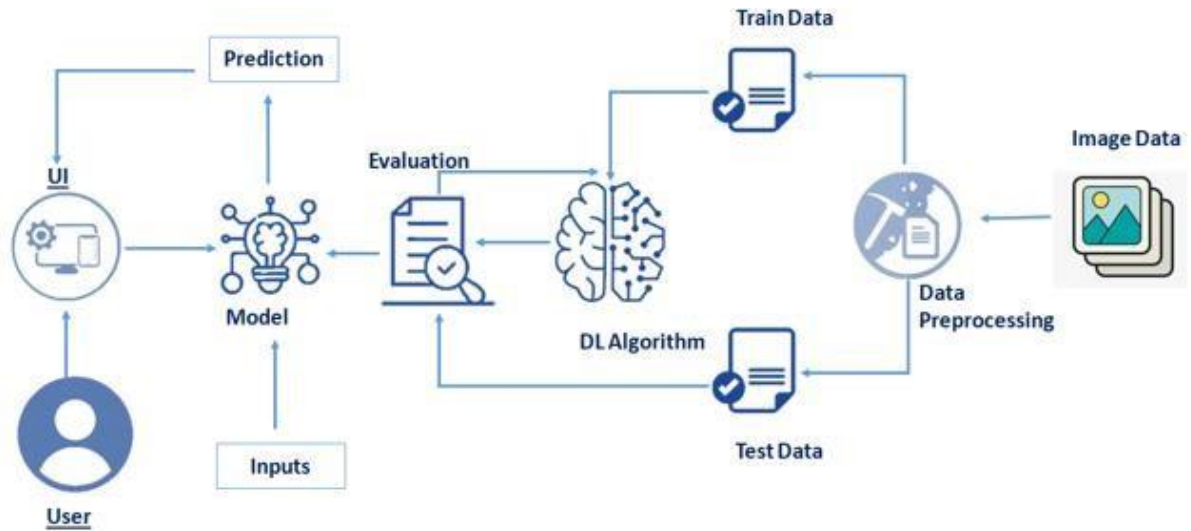 Train Data
Prediction
Image Data
Evaluation
UI
Model
Data
Preprocessing
DL Algorithm
Inputs
Test Data
User